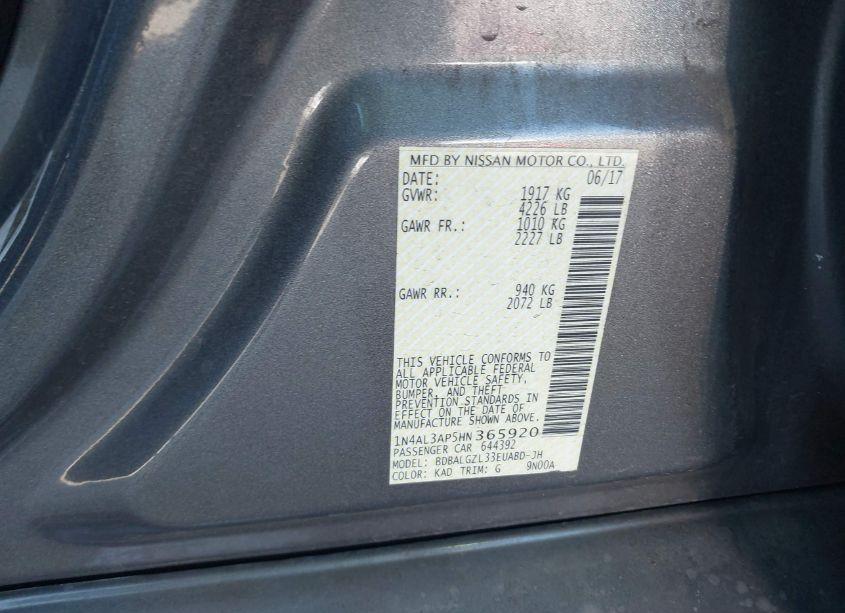 MFD BY NISSAN MOTOR CO., LTD.
DATE: 06/17
GVWR: 1917 KG
4226 LB
GAWR FR.: 1010 KG
2227 LB
GAWR RR.: 940 KG
2072 LB
THIS VEHICLE CONFORMS TO
ALL APPLICABLE FEDERAL
MOTOR VEHICLE SAFETY,
BUMPER, AND THEFT
PREVENTION STANDARDS IN
EFFECT ON THE DATE OF
MANUFACTURE SHOWN ABOVE.
1N4AL3AP5HN365920
PASSENGER CAR 644392
MODEL: BDBALGZL33EUABD-JH
COLOR: KAD TRIM: G 9N00A